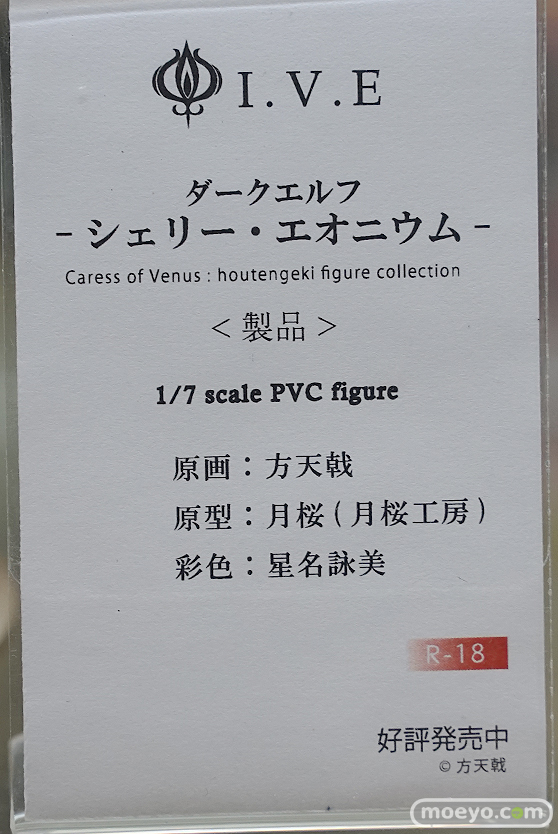 I.V.E
ダークエルフ
-シェリー・エオニウム-
Caress of Venus : houtengeki figure collection
<製品>
1/7 scale PVC figure
原画：方天戟
原型：月桜(月桜工房)
彩色：星名詠美
R-18
好評発売中
©方天戟
moeyo.com